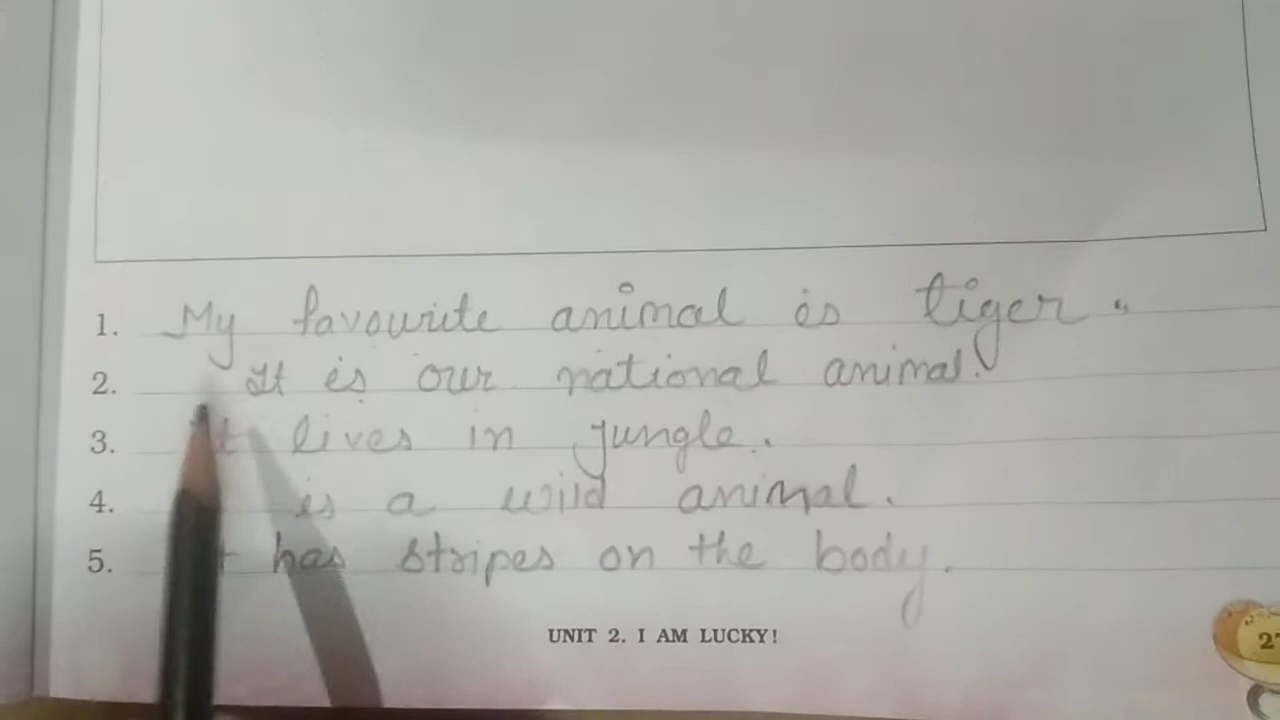 1. My favourite animal is tiger.
2. It is our national animal.
3. It lives in jungle.
4. is a wild animal.
5. has stripes on the body.
UNIT 2. I AM LUCKY!